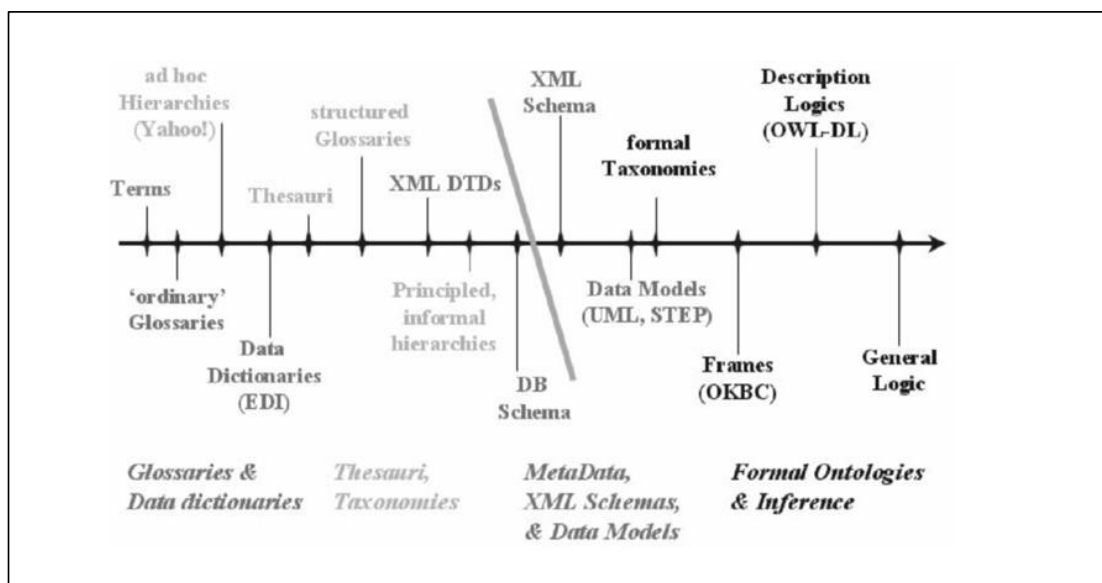 ad hoc
Hierarchies
(Yahoo!)
structured
Glossaries
XML
Schema
Description
Logics
(OWL-DL)
formal
Taxonomies
Terms
Thesauri
XML DTDs
‘ordinary’
Glossaries
Data
Dictionaries
(EDI)
Principled,
informal
hierarchies
DB
Schema
Data Models
(UML, STEP)
Frames
(OKBC)
General
Logic
Glossaries &
Data dictionaries
Thesauri,
Taxonomies
MetaData,
XML Schemas,
& Data Models
Formal Ontologies
& Inference